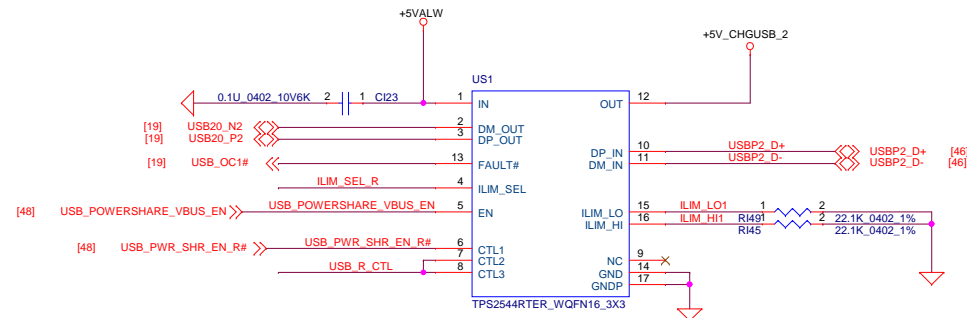 +5VALW
+5V_CHGUSB_2
US1
0.1U_0402_10V6K 2 1 CI23 1 IN OUT 12
[19] USB20_N2 2 DM_OUT
[19] USB20_P2 3 DP_OUT
DP_IN 10 USBP2_D+ USBP2_D+ [46]
DM_IN 11 USBP2_D- USBP2_D- [46]
[19] USB_OC1# 13 FAULT#
ILIM_SEL_R 4 ILIM_SEL
[48] USB_POWERSHARE_VBUS_EN USB_POWERSHARE_VBUS_EN 5 EN
ILIM_LO 15 ILIM_LO1 1 2
ILIM_HI 16 ILIM_HI1 RI49 1 2 22.1K_0402_1%
RI45 22.1K_0402_1%
[48] USB_PWR_SHR_EN_R# USB_PWR_SHR_EN_R# 6 CTL1
7 CTL2
USB_R_CTL 8 CTL3
NC 9
GND 14
GNDP 17
TPS2544RTER_WQFN16_3X3